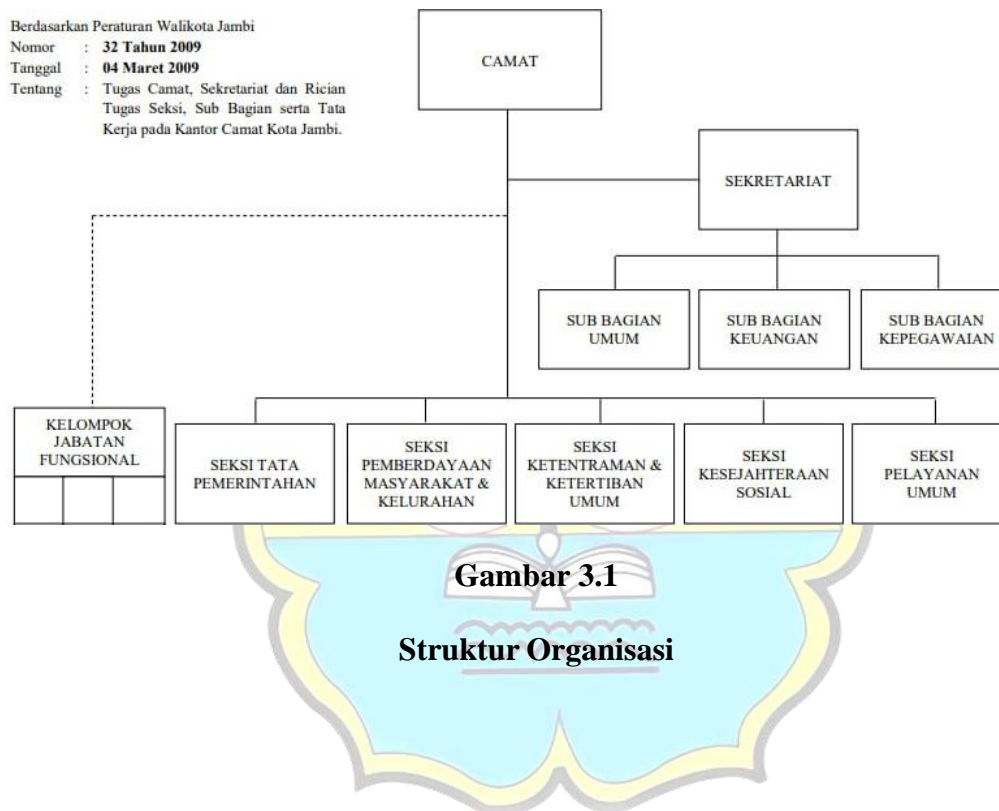 Berdasarkan Peraturan Walikota Jambi
Nomor : 32 Tahun 2009
Tanggal : 04 Maret 2009
Tentang : Tugas Camat, Sekretariat dan Rician
Tugas Seksi, Sub Bagian serta Tata
Kerja pada Kantor Camat Kota Jambi.
CAMAT
SEKRETARIAT
SUB BAGIAN
UMUM
SUB BAGIAN
KEUANGAN
SUB BAGIAN
KEPEGAWAIAN
KELOMPOK
JABATAN
FUNGSIONAL
SEKSI TATA
PEMERINTAHAN
SEKSI
PEMBERDAYAAN
MASYARAKAT &
KELURAHAN
SEKSI
KETENTRAMAN &
KETERTIBAN
UMUM
SEKSI
KESEJAHTERAAN
SOSIAL
SEKSI
PELAYANAN
UMUM
Gambar 3.1
Struktur Organisasi